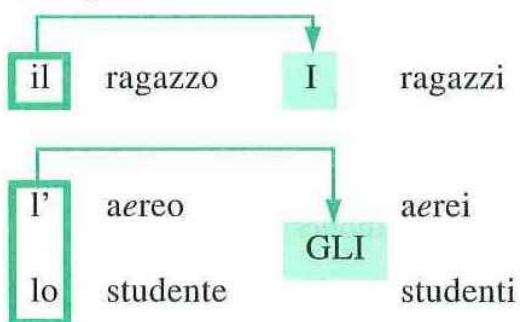 il ragazzo I ragazzi
l' aereo aerei
GLI
lo studente studenti